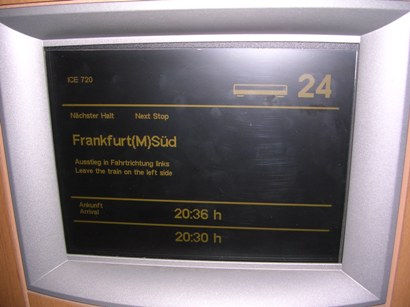 ICE 720
24
Nächster Halt Next Stop
Frankfurt(M)Süd
Ausstieg in Fahrtrichtung links
Leave the train on the left side
Ankunft
Arrival
20:36 h
20:30 h